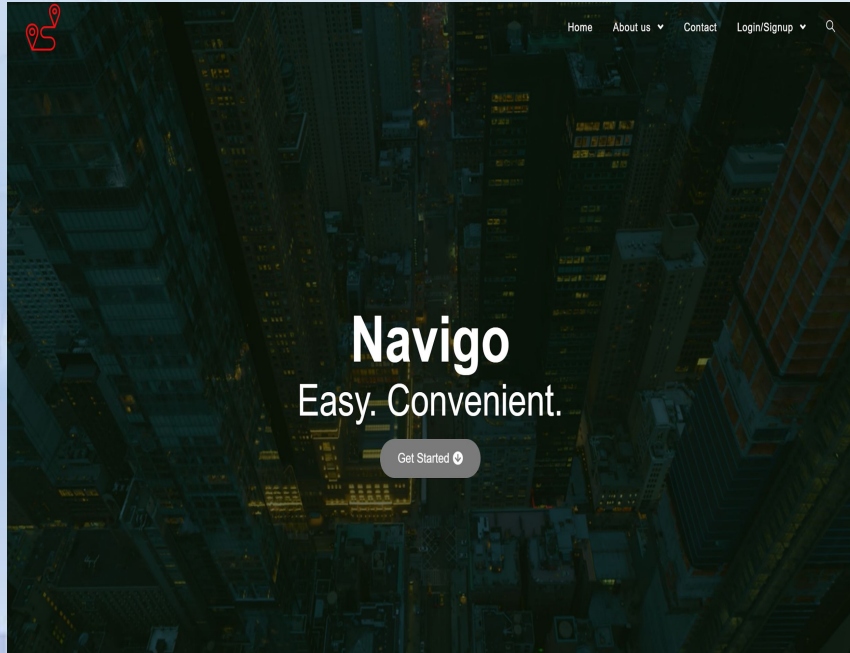 Home About us Contact Login/Signup
Navigo
Easy. Convenient.
Get Started